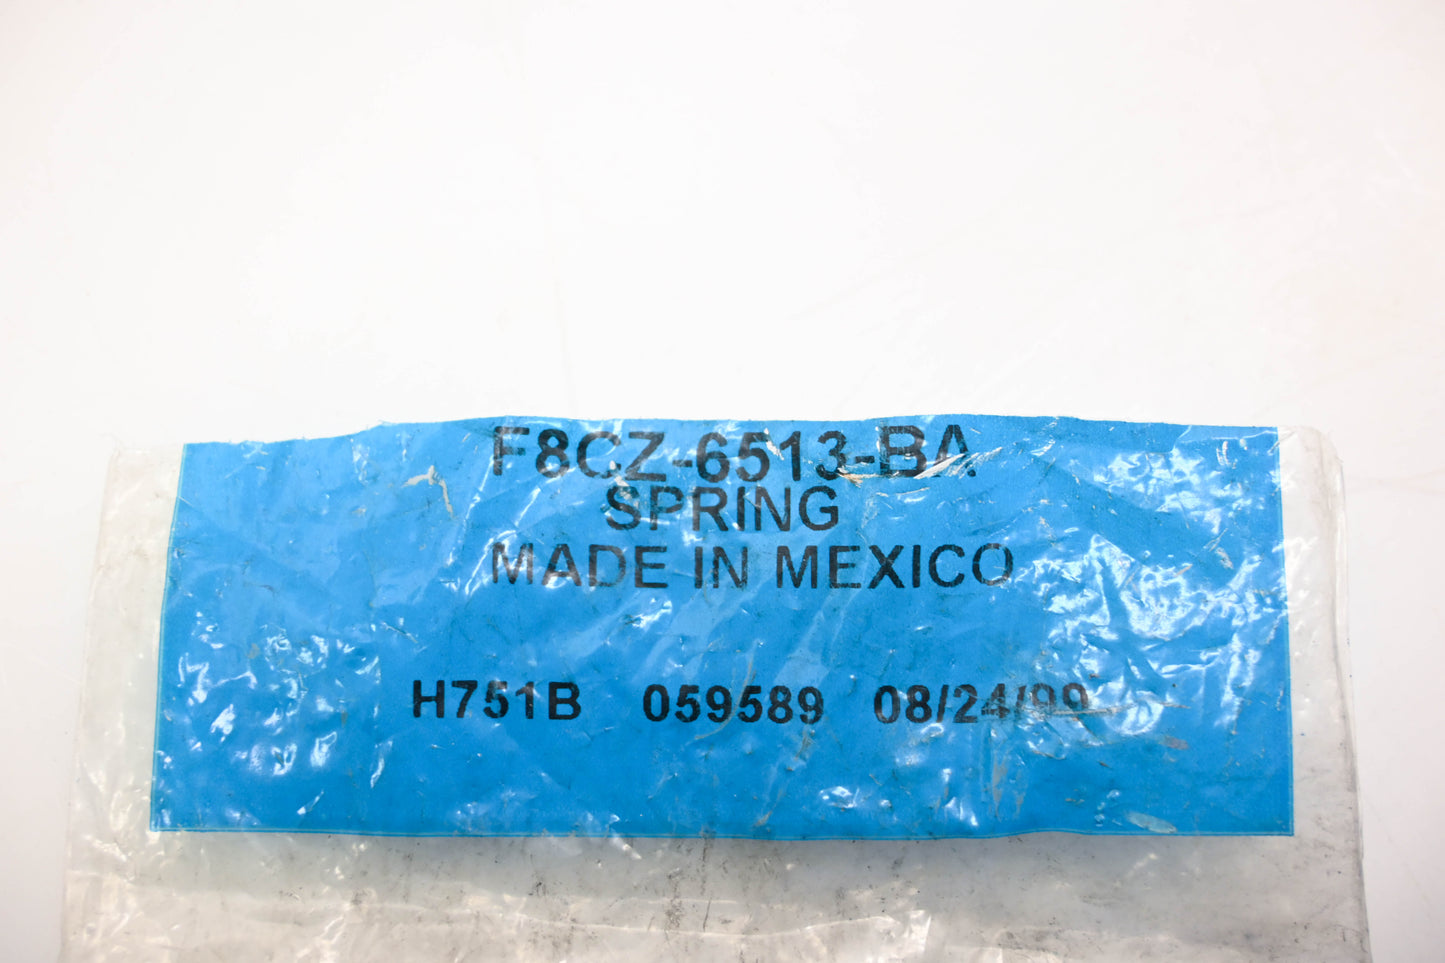 F8CZ-6513-BA
SPRING
MADE IN MEXICO
H751B 059589 08/24/99